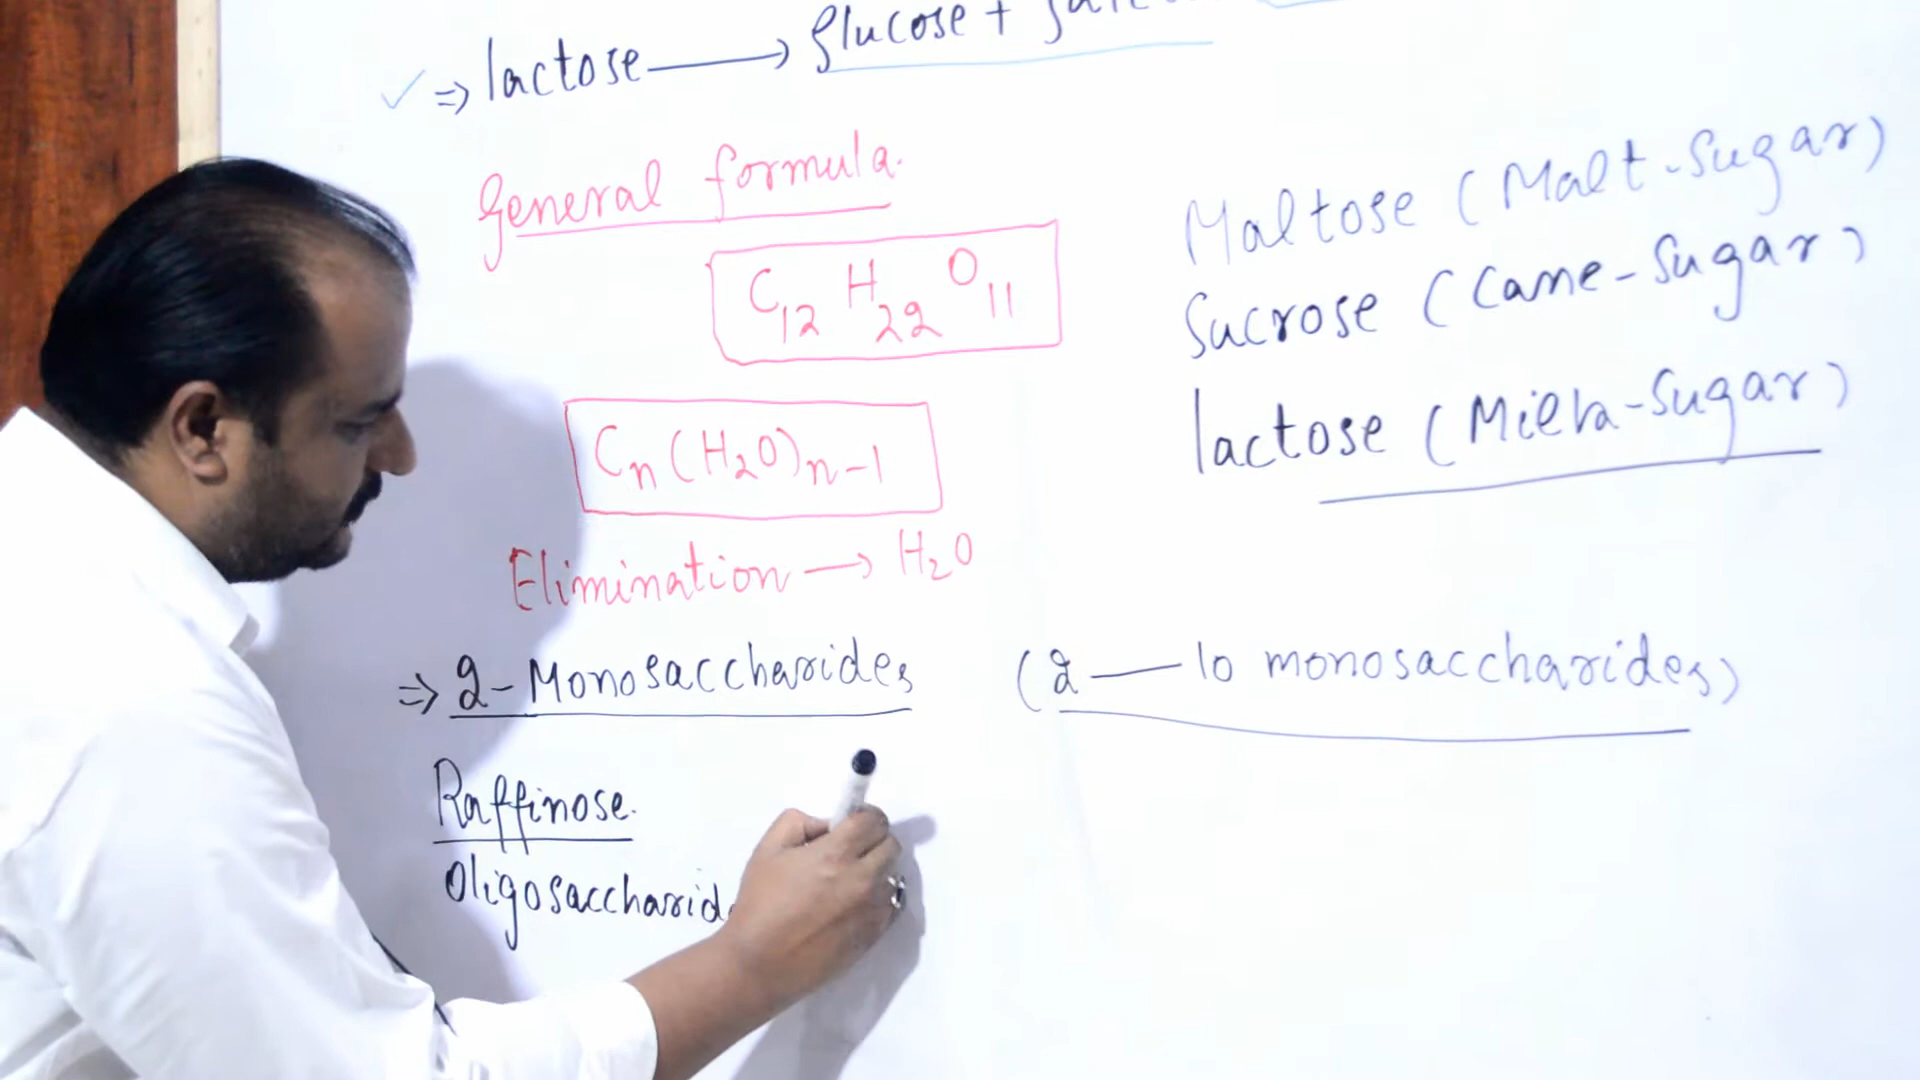 ⇒ lactose ⟶ glucose +
General formula.
C12 H22 O11
Cn(H2O)n-1
Elimination → H2O
⇒ 2-Monosaccharides
Raffinose.
Oligosaccharid
Maltose (Malt-Sugar)
Sucrose (Cane-Sugar)
lactose (Milk-Sugar)
(2 — 10 monosaccharides)